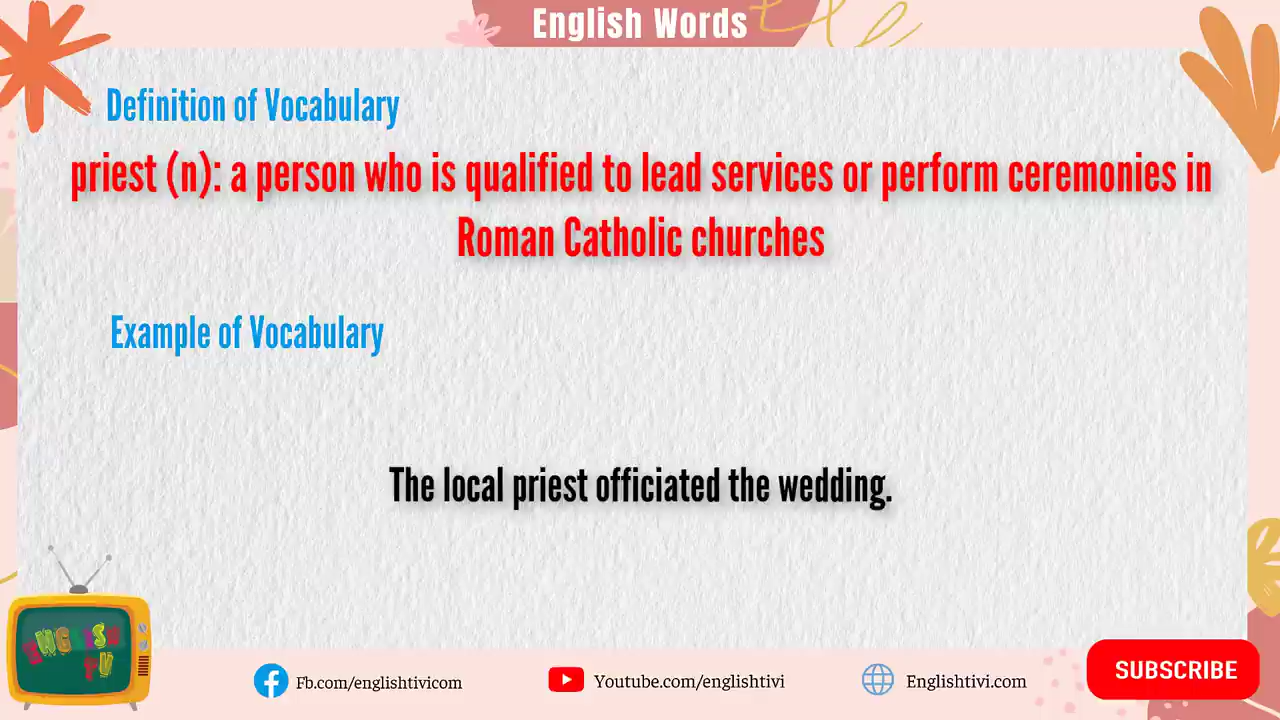 English Words
Definition of Vocabulary
priest (n): a person who is qualified to lead services or perform ceremonies in
Roman Catholic churches
Example of Vocabulary
The local priest officiated the wedding.
ENGLISH
TV
Fb.com/englishtivicom
Youtube.com/englishtivi
Englishtivi.com
SUBSCRIBE